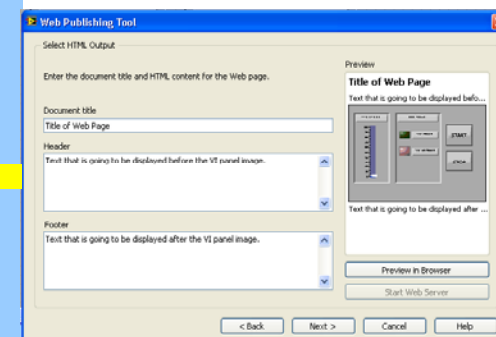 Web Publishing Tool
Select HTML Output
Enter the document title and HTML content for the Web page.
Document title
Title of Web Page
Header
Text that is going to be displayed before the VI panel image.
Footer
Text that is going to be displayed after the VI panel image.
Preview
Title of Web Page
Text that is going to be displayed befo...
START
Text that is going to be displayed after ...
Preview in Browser
Start Web Server
< Back
Next >
Cancel
Help